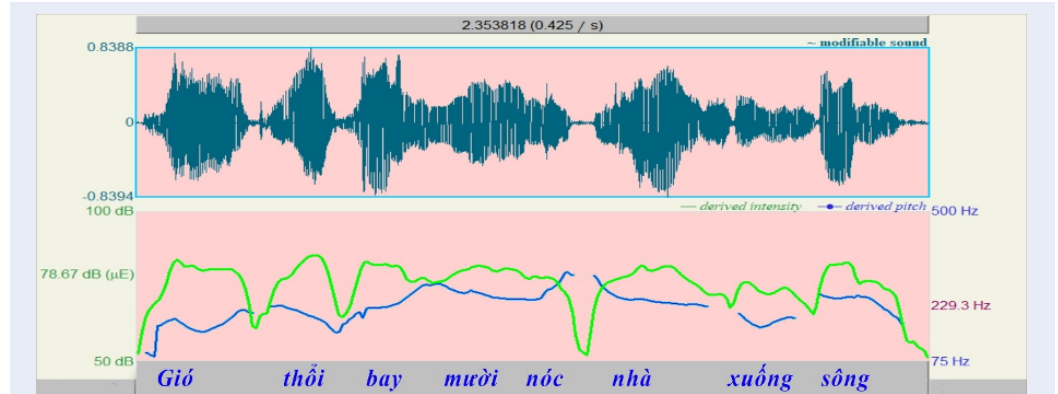 2.353818 (0.425 / s)
~ modifiable sound
0.8388
0
-0.8394
100 dB
derived intensity
derived pitch
500 Hz
78.67 dB (µE)
229.3 Hz
50 dB
75 Hz
Gió thổi bay mười nóc nhà xuống sông